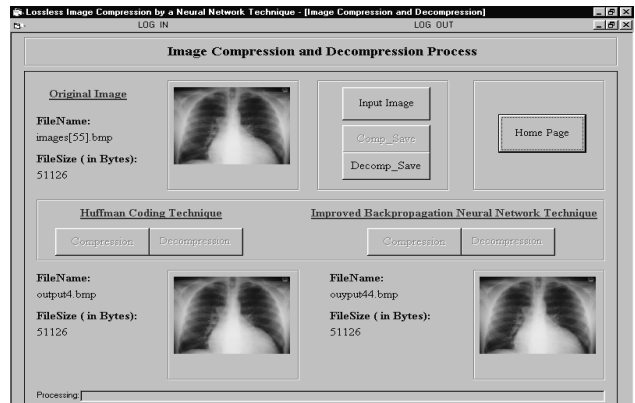 Lossless Image Compression by a Neural Network Technique - [Image Compression and Decompression]
LOG IN LOG OUT
Image Compression and Decompression Process
Original Image
FileName:
images[55].bmp
FileSize ( in Bytes):
51126
Input Image
Comp_Save
Decomp_Save
Home Page
Huffman Coding Technique
Compression Decompression
Improved Backpropagation Neural Network Technique
Compression Decompression
FileName:
output4.bmp
FileSize ( in Bytes):
51126
FileName:
ouyput44.bmp
FileSize ( in Bytes):
51126
Processing: